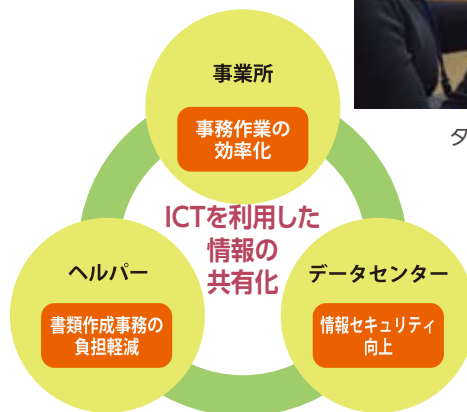 事業所
事務作業の
効率化
タ
ICTを利用した
情報の
共有化
ヘルパー
書類作成事務の
負担軽減
データセンター
情報セキュリティ
向上